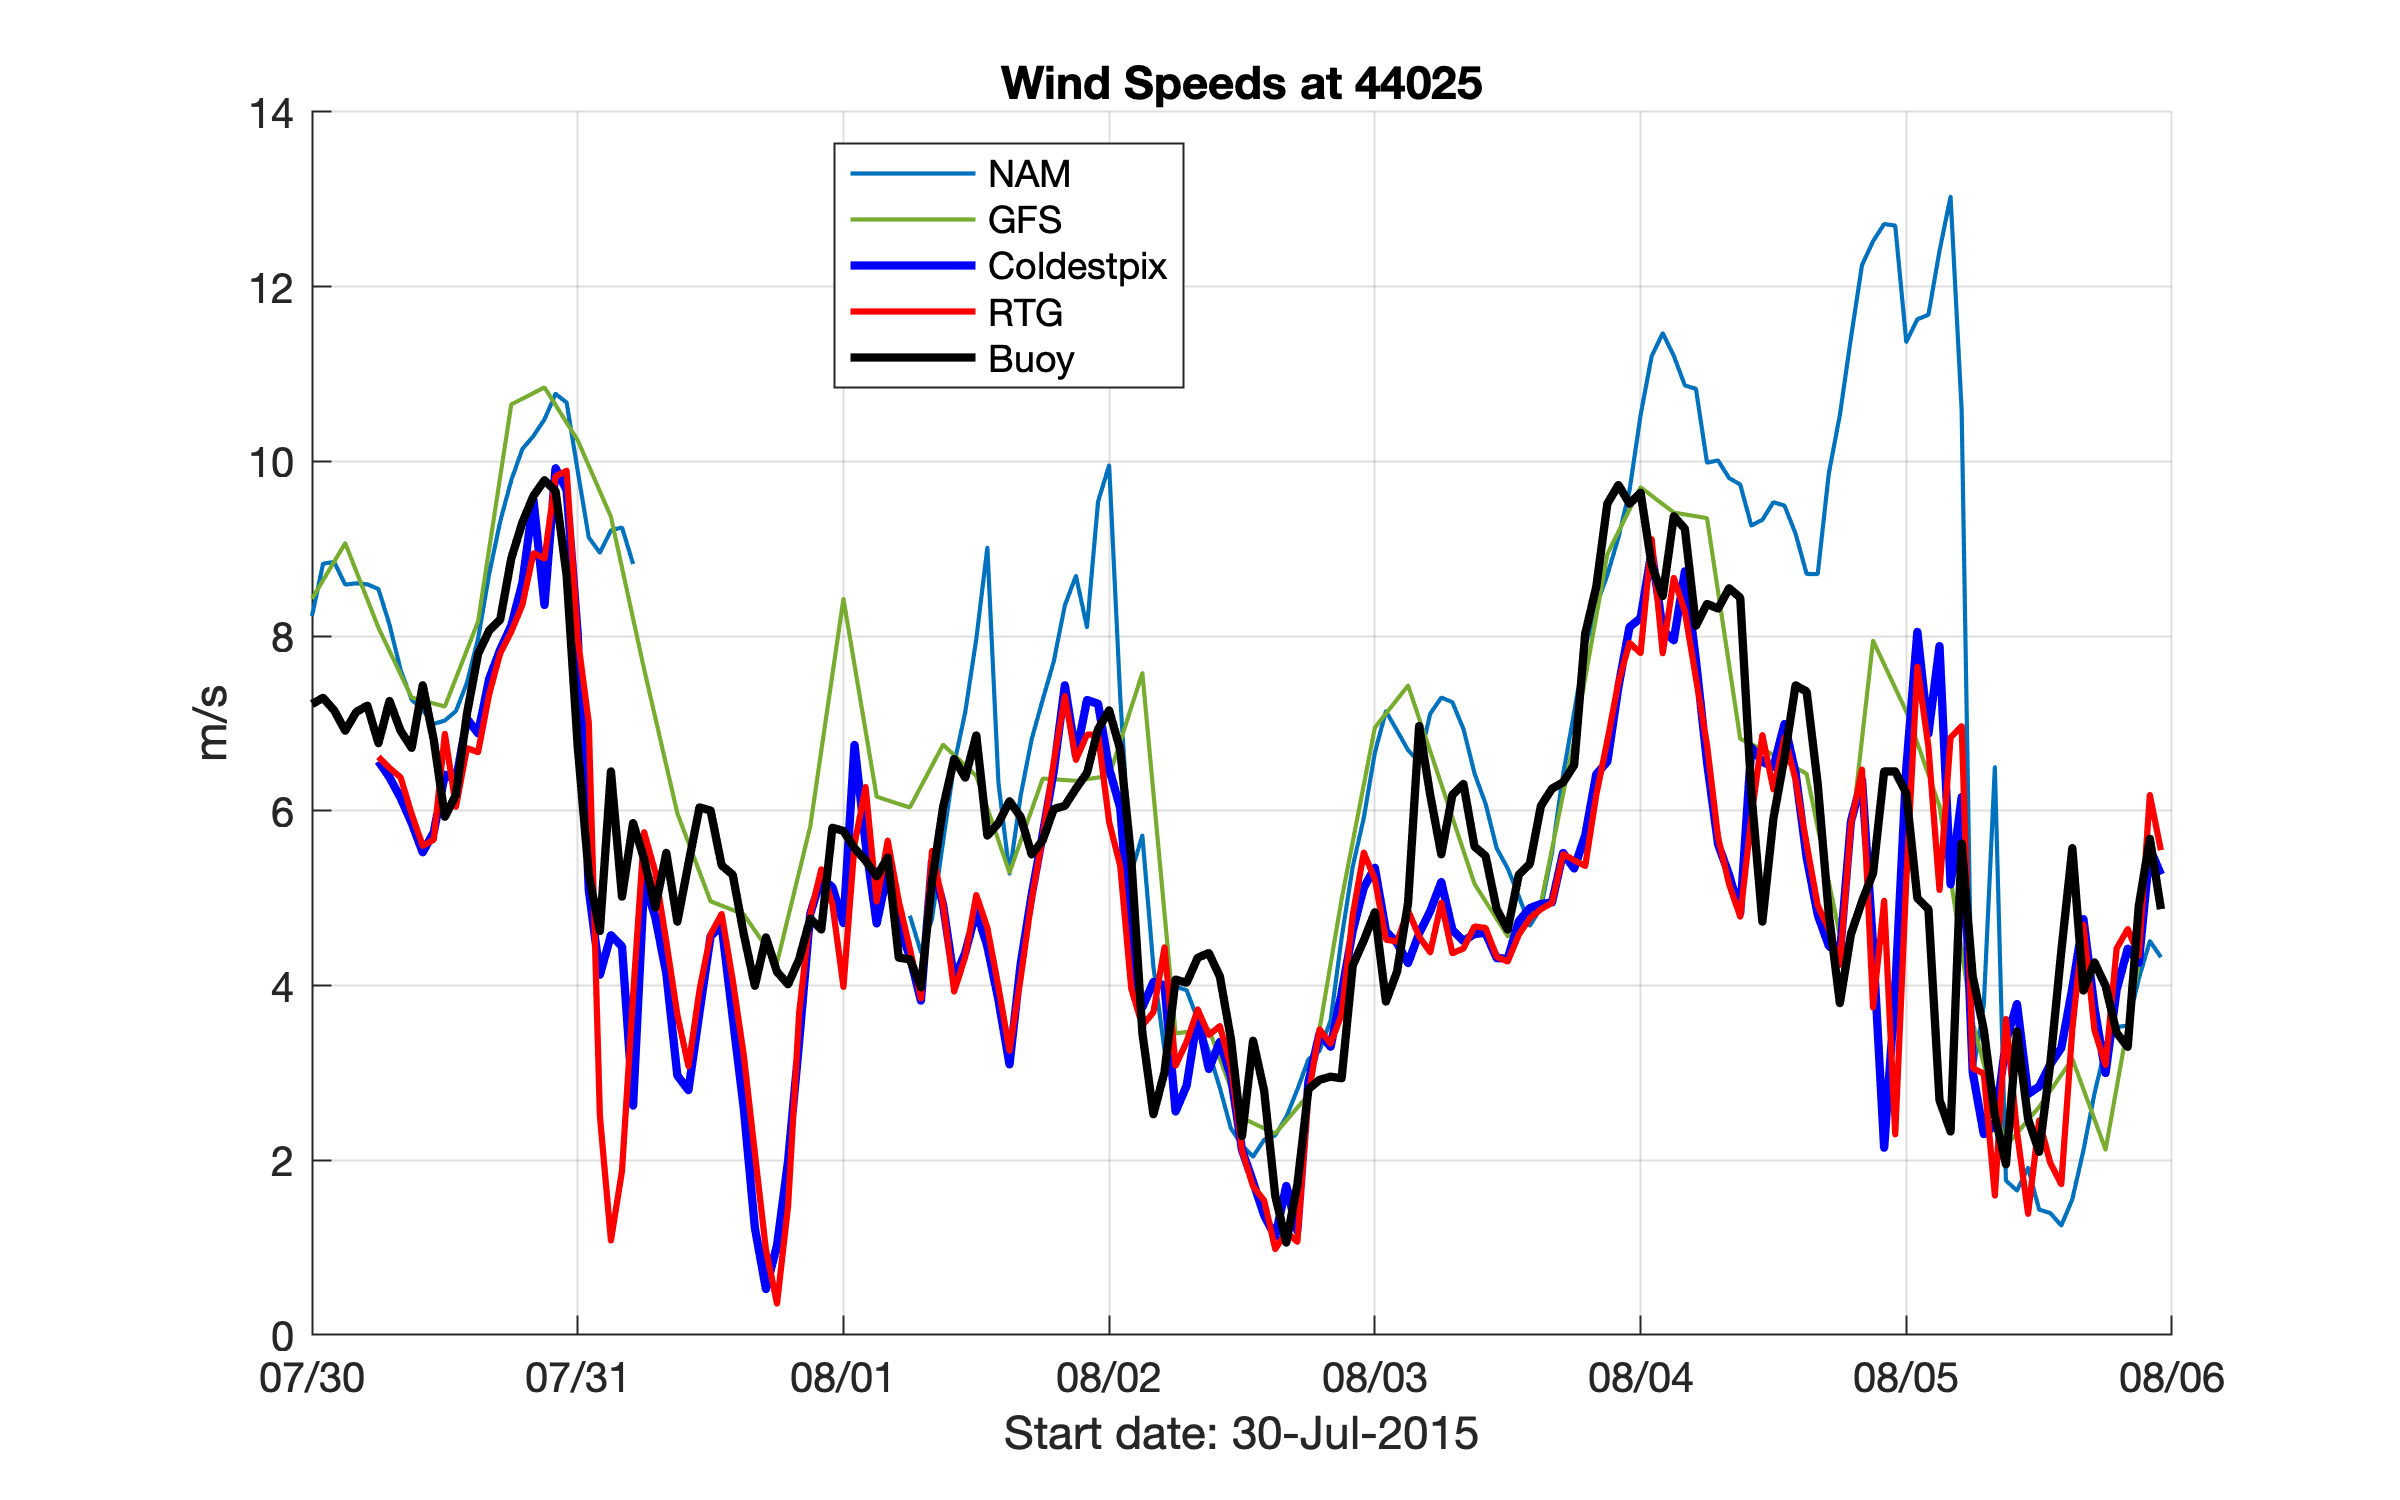 Wind Speeds at 44025
14
12
10
8
6
4
2
0
m/s
NAM
GFS
Coldestpix
RTG
Buoy
07/30 07/31 08/01 08/02 08/03 08/04 08/05 08/06
Start date: 30-Jul-2015